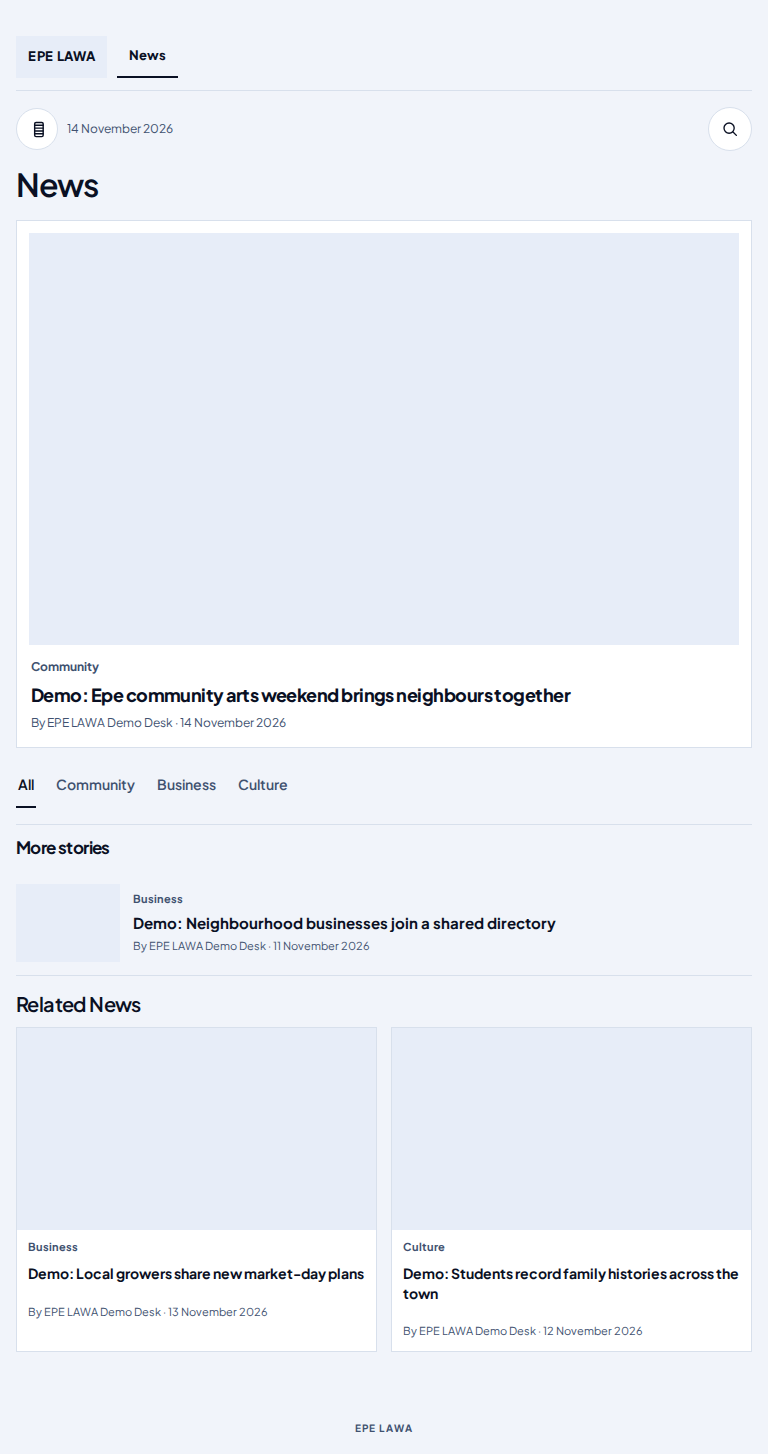 EPE LAWA
News
14 November 2026
News
Community
Demo: Epe community arts weekend brings neighbours together
By EPE LAWA Demo Desk · 14 November 2026
All
Community
Business
Culture
More stories
Business
Demo: Neighbourhood businesses join a shared directory
By EPE LAWA Demo Desk · 11 November 2026
Related News
Business
Demo: Local growers share new market-day plans
By EPE LAWA Demo Desk · 13 November 2026
Culture
Demo: Students record family histories across the
town
By EPE LAWA Demo Desk · 12 November 2026
EPE LAWA